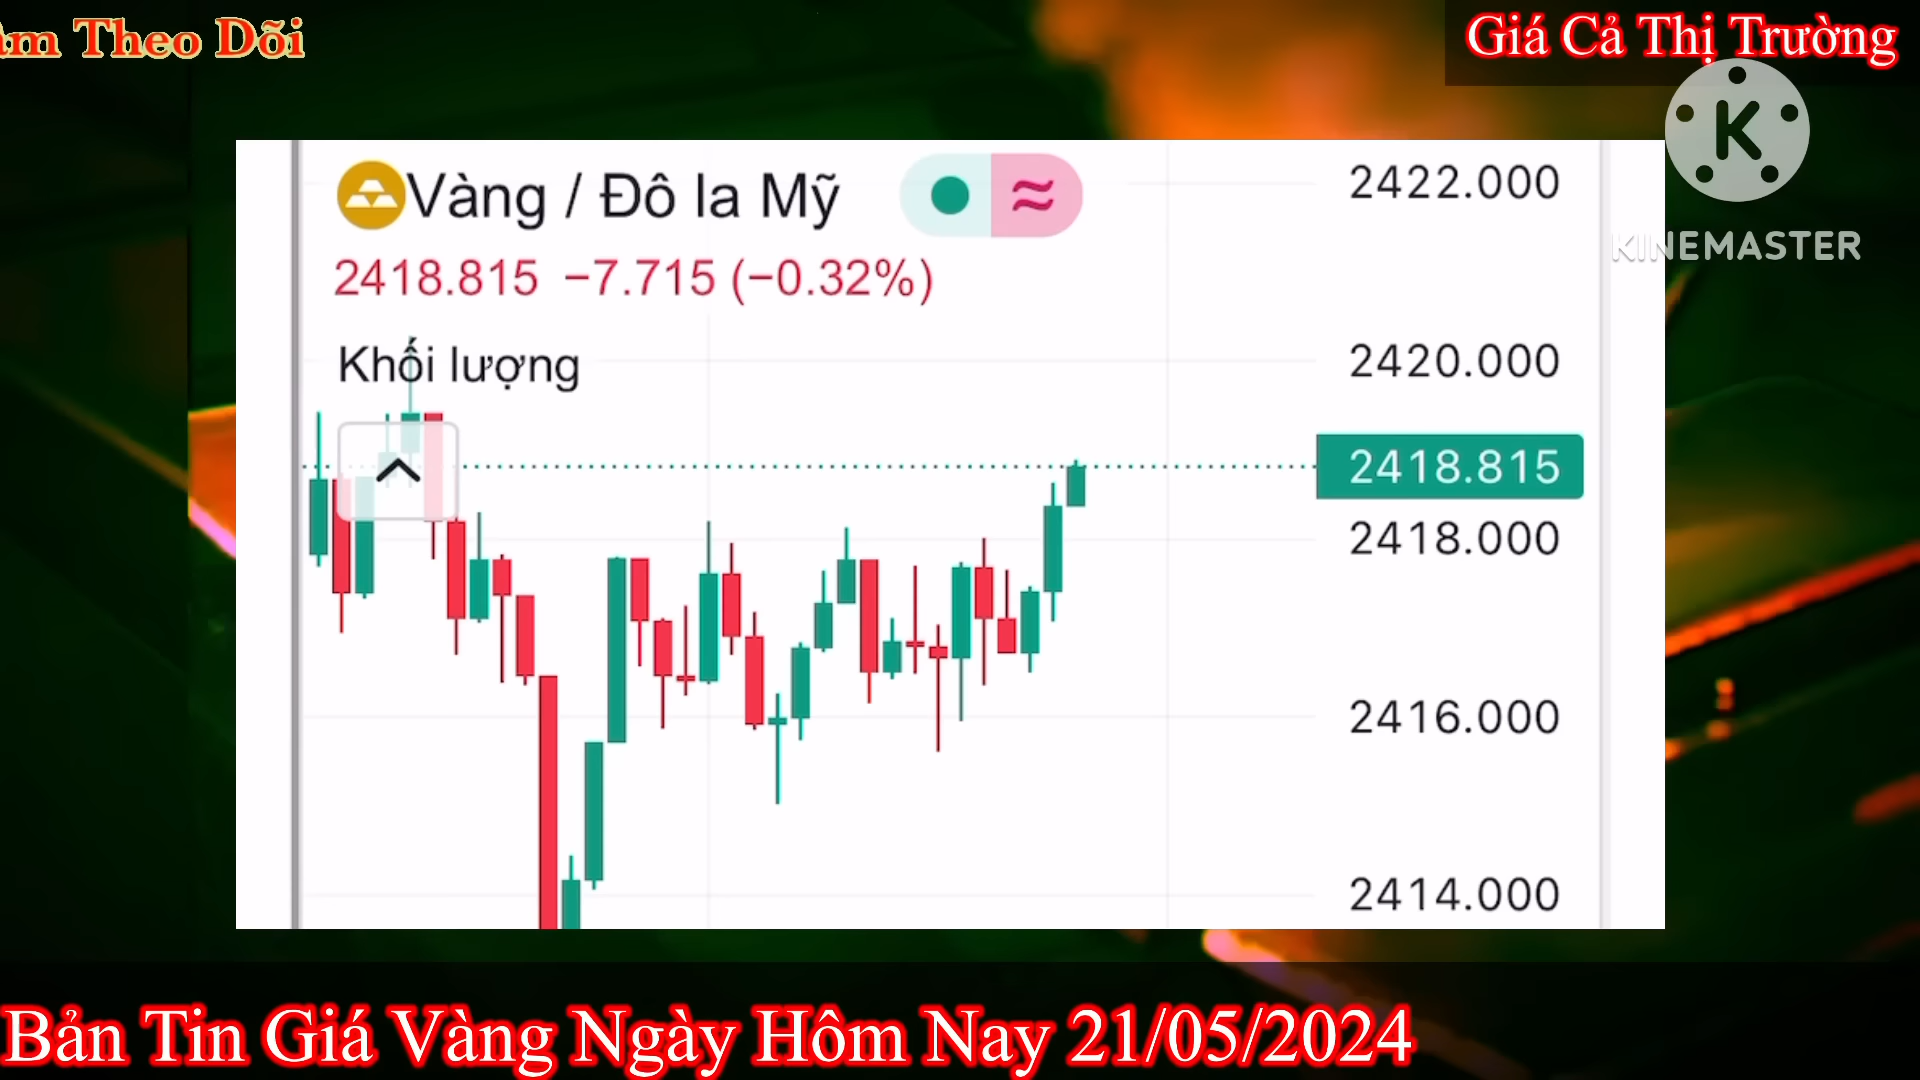 Theo Dõi
Giá Cả Thị Trường
K
KINEMASTER
Vàng / Đô la Mỹ
≈
2418.815 −7.715 (−0.32%)
Khối lượng
2422.000
2420.000
2418.815
2418.000
2416.000
2414.000
Bản Tin Giá Vàng Ngày Hôm Nay 21/05/2024